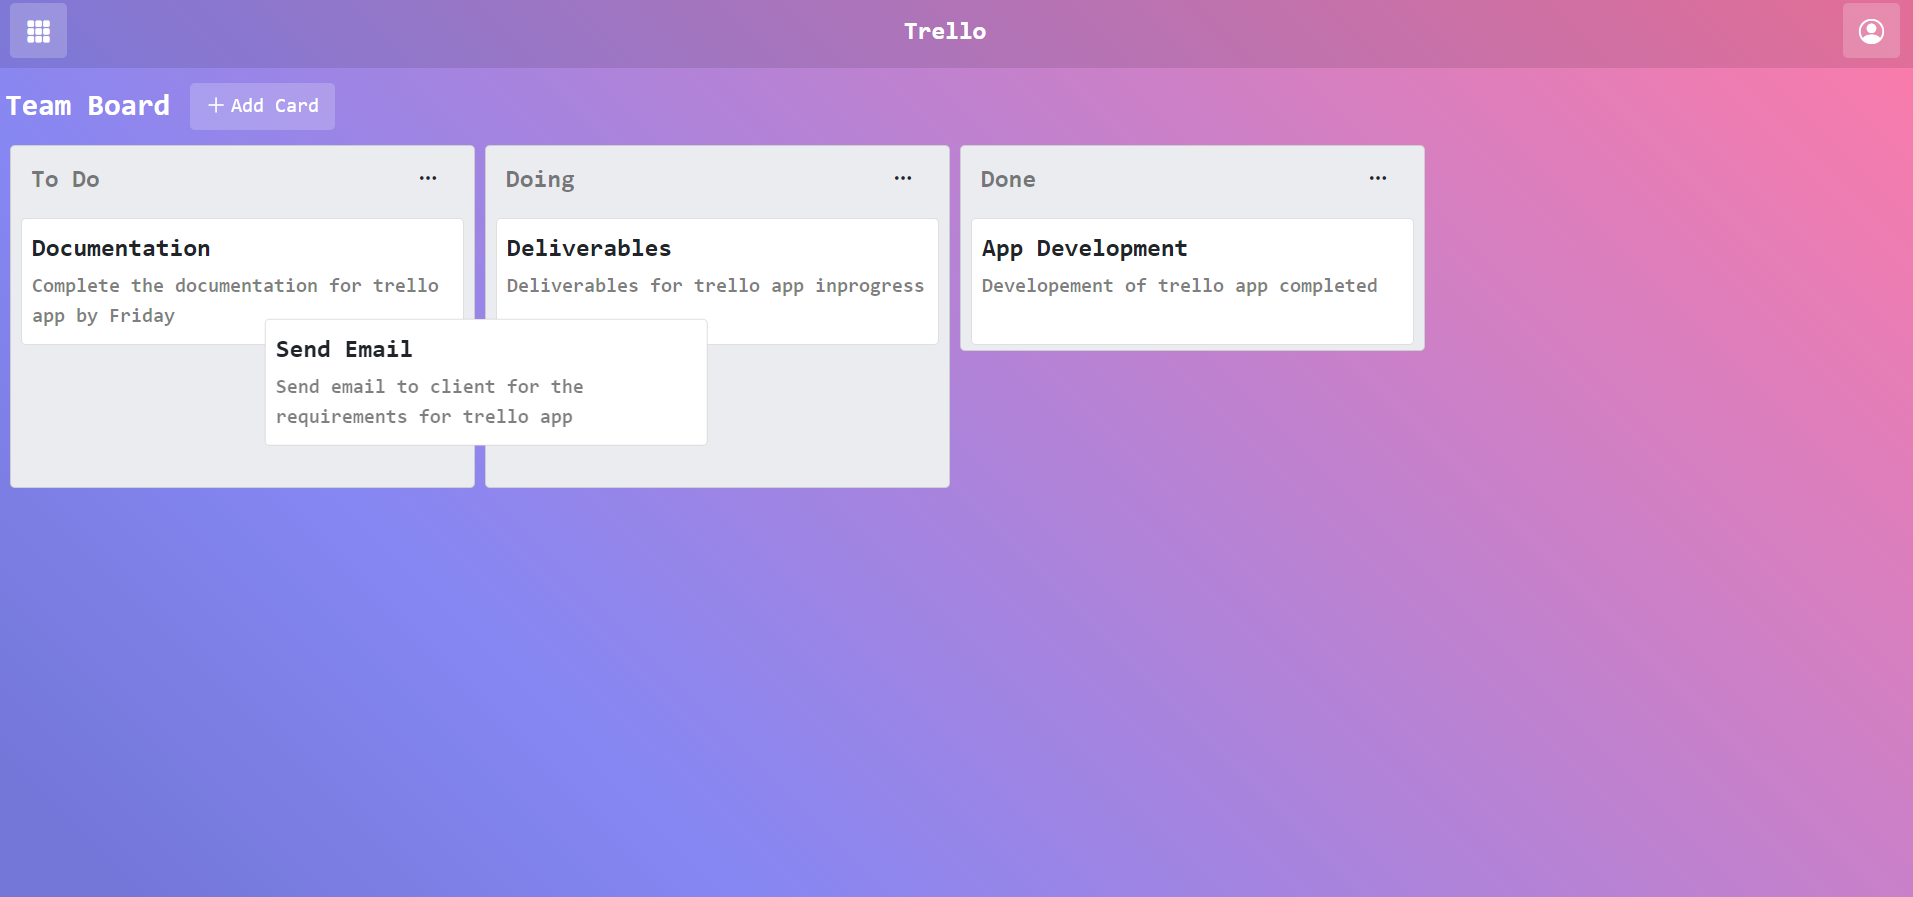 Trello
Team Board
Add Card
To Do
Documentation
Complete the documentation for trello
app by Friday
Doing
Deliverables
Deliverables for trello app inprogress
Send Email
Send email to client for the
requirements for trello app
Done
App Development
Developement of trello app completed